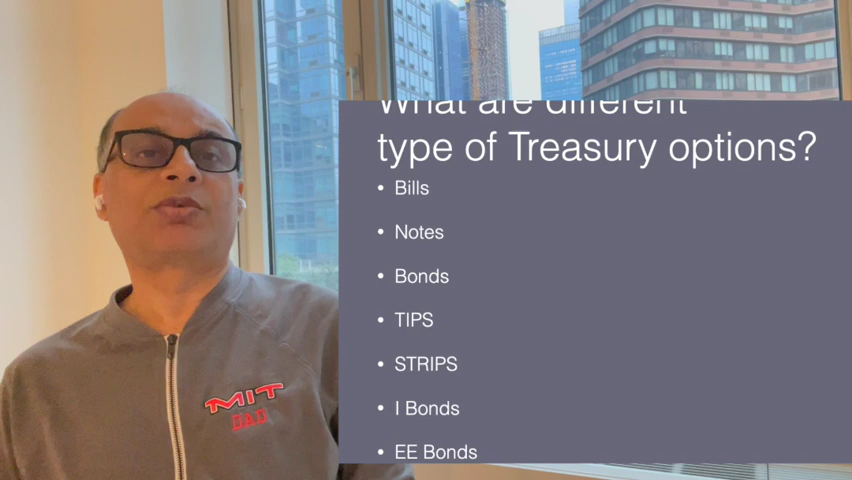 What are different
type of Treasury options?
• Bills
• Notes
• Bonds
• TIPS
• STRIPS
• I Bonds
• EE Bonds
MIT
DAD